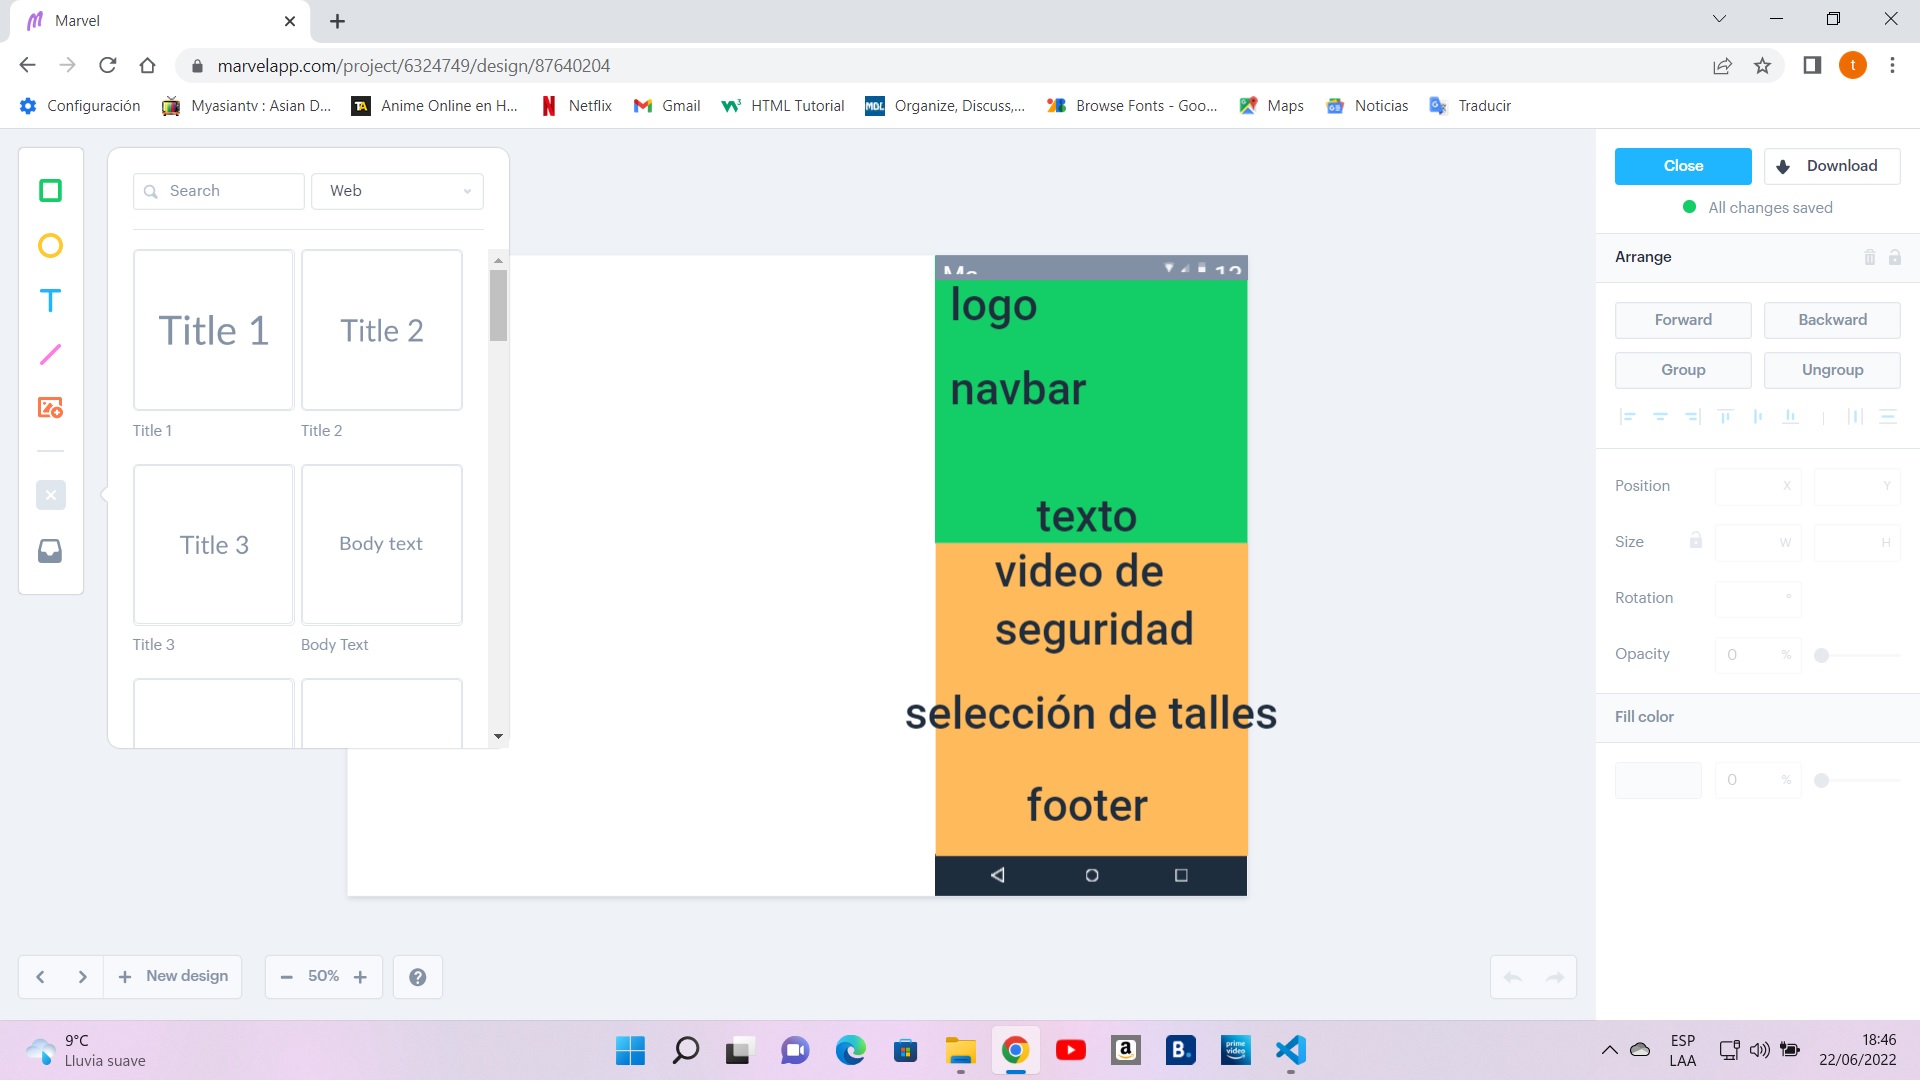 Marvel
marvelapp.com/project/6324749/design/87640204
t
Configuración
Myasiantv : Asian D...
TA
Anime Online en H...
Netflix
Gmail
HTML Tutorial
MDL
Organize, Discuss,...
Browse Fonts - Goo...
Maps
Noticias
Traducir
Search
Web
Title 1
Title 2
Title 1
Title 2
Title 3
Body text
Title 3
Body Text
logo
navbar
texto
video de
seguridad
selección de talles
footer
Close
Download
All changes saved
Arrange
Forward
Backward
Group
Ungroup
Position
X
Y
Size
W
H
Rotation
°
Opacity
0 %
Fill color
0 %
New design
50%
9°C
Lluvia suave
a
B.
prime video
ESP
LAA
18:46
22/06/2022